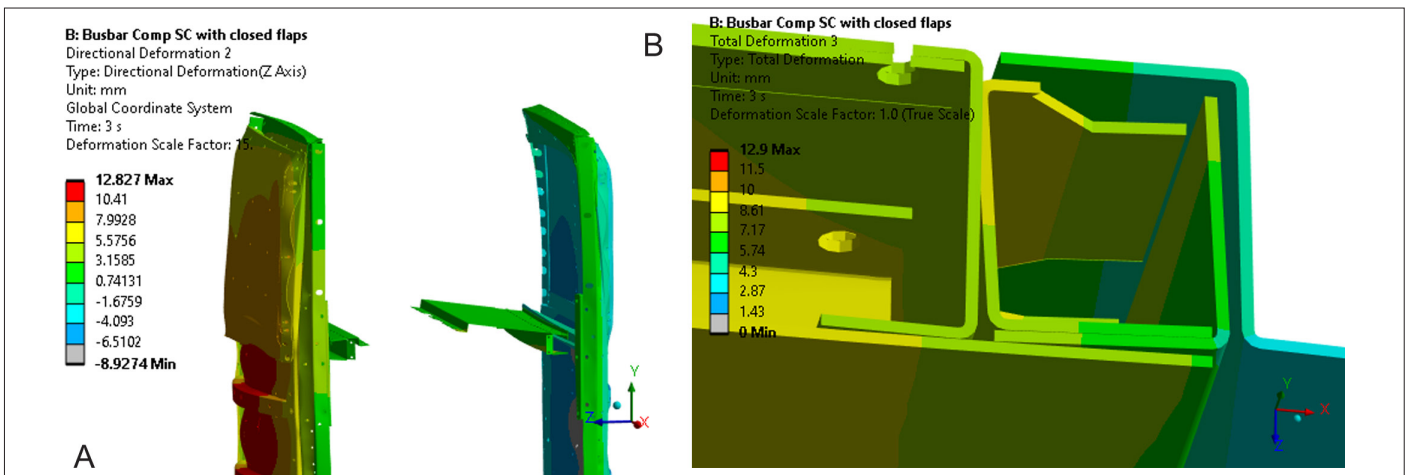 B: Busbar Comp SC with closed flaps
Directional Deformation 2
Type: Directional Deformation(Z Axis)
Unit: mm
Global Coordinate System
Time: 3 s
Deformation Scale Factor: 15.
12.827 Max
10.41
7.9928
5.5756
3.1585
0.74131
-1.6759
-4.093
-6.5102
-8.9274 Min
Y
Z
X
A
B
B: Busbar Comp SC with closed flaps
Total Deformation 3
Type: Total Deformation
Unit: mm
Time: 3 s
Deformation Scale Factor: 1.0 (True Scale)
12.9 Max
11.5
10
8.61
7.17
5.74
4.3
2.87
1.43
0 Min
Y
X
Z